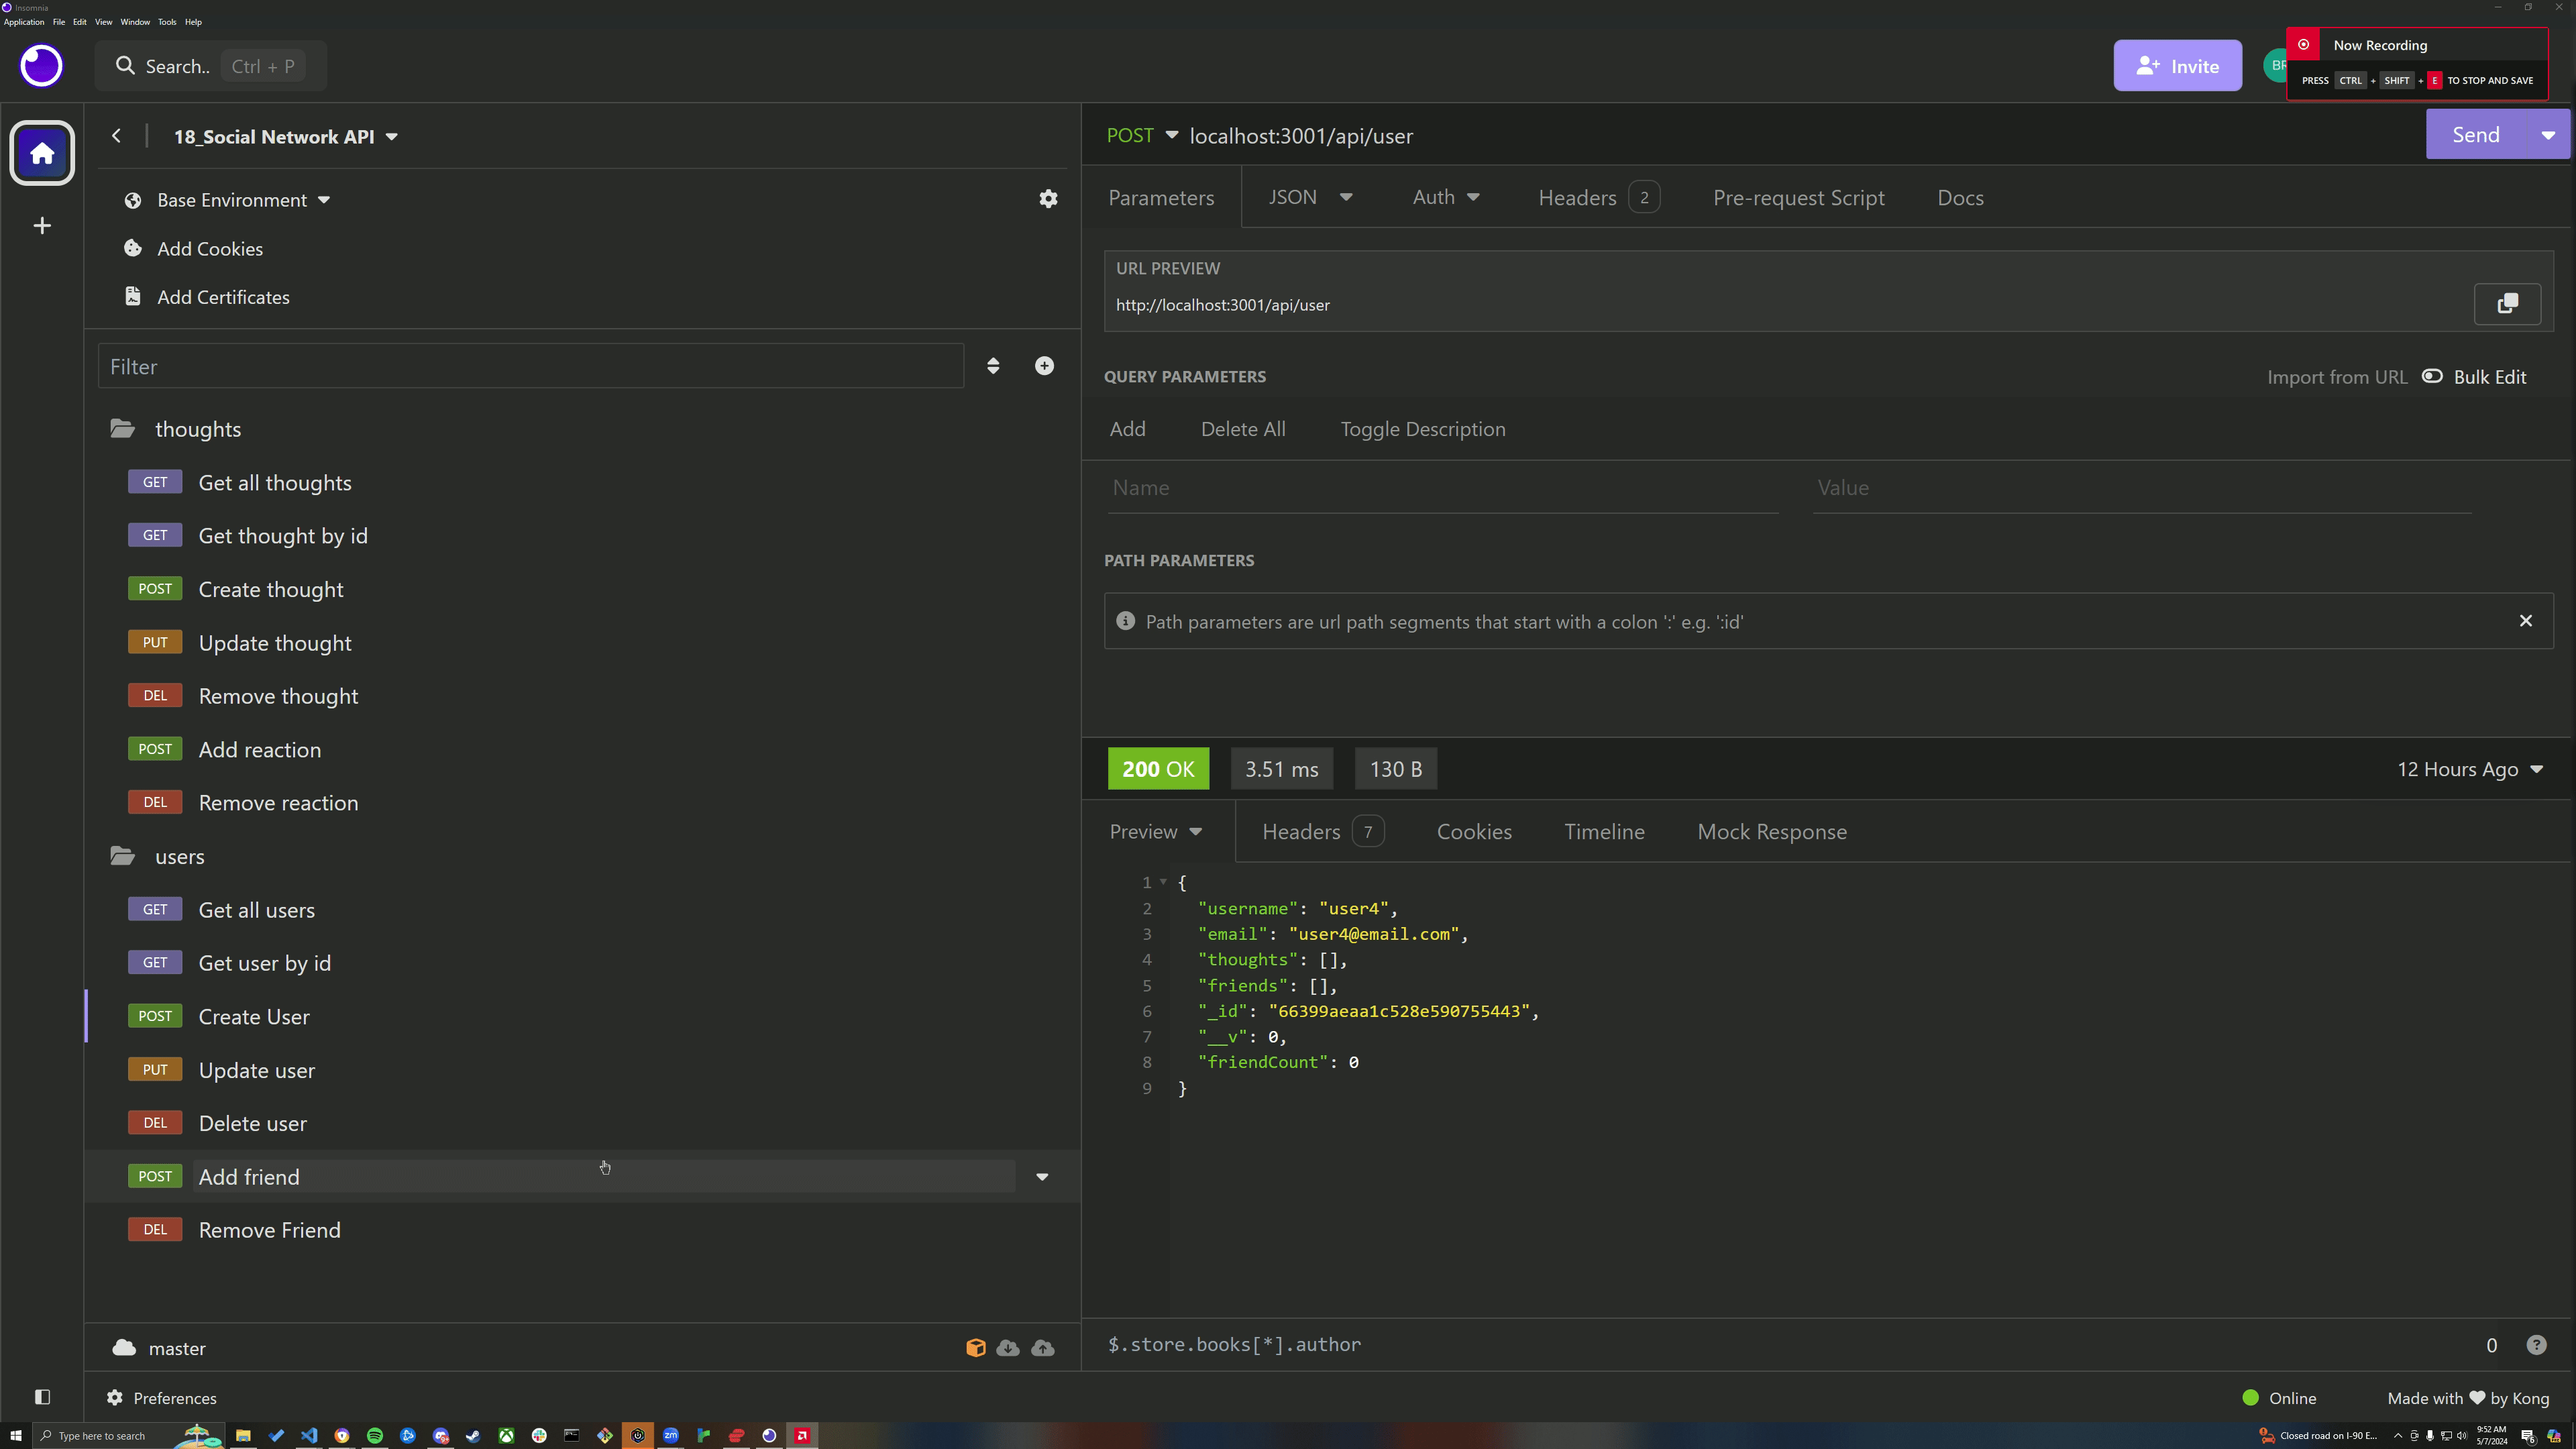 Insomnia
Application File Edit View Window Tools Help
Search.. Ctrl + P
Invite
BR
Now Recording
PRESS CTRL + SHIFT + E TO STOP AND SAVE
18_Social Network API
Base Environment
Add Cookies
Add Certificates
Filter
thoughts
GET Get all thoughts
GET Get thought by id
POST Create thought
PUT Update thought
DEL Remove thought
POST Add reaction
DEL Remove reaction
users
GET Get all users
GET Get user by id
POST Create User
PUT Update user
DEL Delete user
POST Add friend
DEL Remove Friend
master
Preferences
POST localhost:3001/api/user
Send
Parameters JSON Auth Headers 2 Pre-request Script Docs
URL PREVIEW
http://localhost:3001/api/user
QUERY PARAMETERS
Import from URL Bulk Edit
Add Delete All Toggle Description
Name Value
PATH PARAMETERS
Path parameters are url path segments that start with a colon ':' e.g. ':id'
200 OK 3.51 ms 130 B 12 Hours Ago
Preview Headers 7 Cookies Timeline Mock Response
1 {
2 "username": "user4",
3 "email": "user4@email.com",
4 "thoughts": [],
5 "friends": [],
6 "_id": "66399aeaa1c528e590755443",
7 "__v": 0,
8 "friendCount": 0
9 }
$.store.books[*].author 0
Online Made with by Kong
Type here to search
zm
Closed road on I-90 E...
9:52 AM
5/7/2024